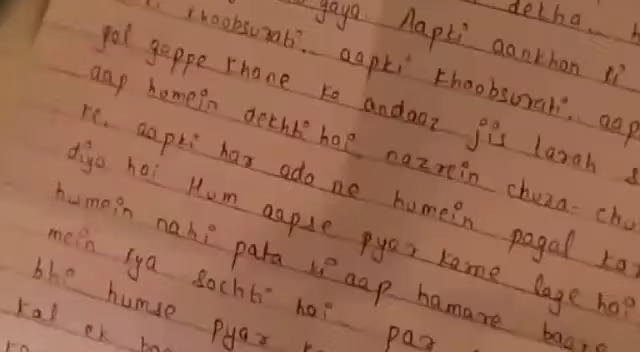 gaya. Aapki aankhon ki detha..
khoobsurati.. aapki khoobsurati.. aap
gol gappe khane ka andaaz jis tarah s
aap humein dekhti hai nazrein chura- chu
re. aapki har ada ne humein pagal kar
diya hai Hum aapse pyar karne lage hai
humein nahi pata ki aap hamare baare
mein kya sochti hai par
bhi humse pyar
kal ek